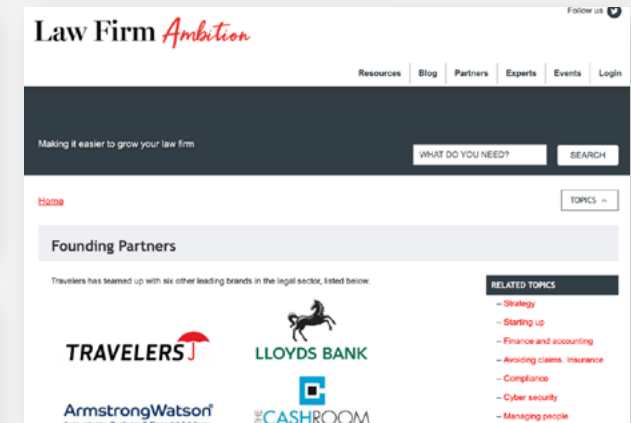 Follow us
Law Firm Ambition
Resources Blog Partners Experts Events Login
Making it easier to grow your law firm
WHAT DO YOU NEED? SEARCH
Home
TOPICS
Founding Partners
Travelers has teamed up with six other leading brands in the legal sector, listed below.
TRAVELERS
LLOYDS BANK
ArmstrongWatson
THE CASHROOM
RELATED TOPICS
– Strategy
– Starting up
– Finance and accounting
– Avoiding claims. Insurance
– Compliance
– Cyber security
– Managing people